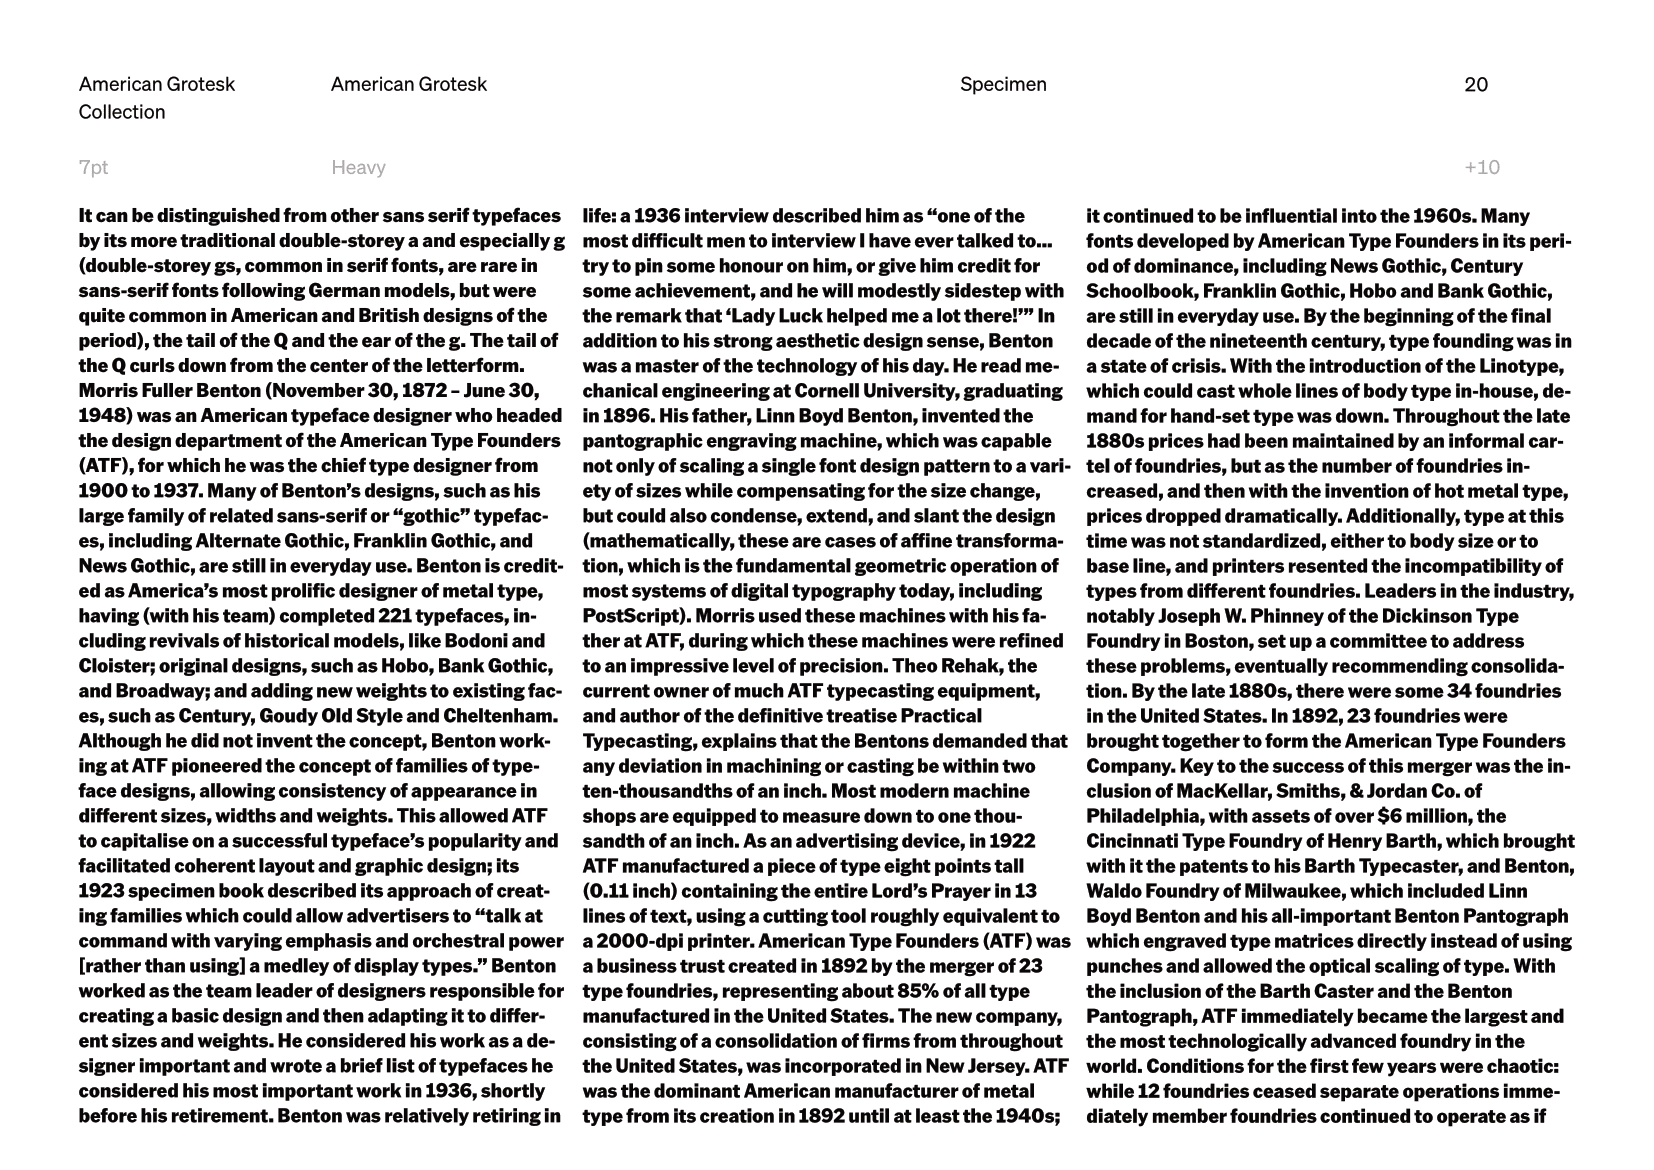 American Grotesk
Collection
American Grotesk
Specimen
20
7pt
Heavy
+10
It can be distinguished from other sans serif typefaces
by its more traditional double-storey a and especially g
(double-storey gs, common in serif fonts, are rare in
sans-serif fonts following German models, but were
quite common in American and British designs of the
period), the tail of the Q and the ear of the g. The tail of
the Q curls down from the center of the letterform.
Morris Fuller Benton (November 30, 1872 – June 30,
1948) was an American typeface designer who headed
the design department of the American Type Founders
(ATF), for which he was the chief type designer from
1900 to 1937. Many of Benton’s designs, such as his
large family of related sans-serif or “gothic” typefac-
es, including Alternate Gothic, Franklin Gothic, and
News Gothic, are still in everyday use. Benton is credit-
ed as America’s most prolific designer of metal type,
having (with his team) completed 221 typefaces, in-
cluding revivals of historical models, like Bodoni and
Cloister; original designs, such as Hobo, Bank Gothic,
and Broadway; and adding new weights to existing fac-
es, such as Century, Goudy Old Style and Cheltenham.
Although he did not invent the concept, Benton work-
ing at ATF pioneered the concept of families of type-
face designs, allowing consistency of appearance in
different sizes, widths and weights. This allowed ATF
to capitalise on a successful typeface’s popularity and
facilitated coherent layout and graphic design; its
1923 specimen book described its approach of creat-
ing families which could allow advertisers to “talk at
command with varying emphasis and orchestral power
[rather than using] a medley of display types.” Benton
worked as the team leader of designers responsible for
creating a basic design and then adapting it to differ-
ent sizes and weights. He considered his work as a de-
signer important and wrote a brief list of typefaces he
considered his most important work in 1936, shortly
before his retirement. Benton was relatively retiring in
life: a 1936 interview described him as “one of the
most difficult men to interview I have ever talked to…
try to pin some honour on him, or give him credit for
some achievement, and he will modestly sidestep with
the remark that ‘Lady Luck helped me a lot there!’” In
addition to his strong aesthetic design sense, Benton
was a master of the technology of his day. He read me-
chanical engineering at Cornell University, graduating
in 1896. His father, Linn Boyd Benton, invented the
pantographic engraving machine, which was capable
not only of scaling a single font design pattern to a vari-
ety of sizes while compensating for the size change,
but could also condense, extend, and slant the design
(mathematically, these are cases of affine transforma-
tion, which is the fundamental geometric operation of
most systems of digital typography today, including
PostScript). Morris used these machines with his fa-
ther at ATF, during which these machines were refined
to an impressive level of precision. Theo Rehak, the
current owner of much ATF typecasting equipment,
and author of the definitive treatise Practical
Typecasting, explains that the Bentons demanded that
any deviation in machining or casting be within two
ten-thousandths of an inch. Most modern machine
shops are equipped to measure down to one thou-
sandth of an inch. As an advertising device, in 1922
ATF manufactured a piece of type eight points tall
(0.11 inch) containing the entire Lord’s Prayer in 13
lines of text, using a cutting tool roughly equivalent to
a 2000-dpi printer. American Type Founders (ATF) was
a business trust created in 1892 by the merger of 23
type foundries, representing about 85% of all type
manufactured in the United States. The new company,
consisting of a consolidation of firms from throughout
the United States, was incorporated in New Jersey. ATF
was the dominant American manufacturer of metal
type from its creation in 1892 until at least the 1940s;
it continued to be influential into the 1960s. Many
fonts developed by American Type Founders in its peri-
od of dominance, including News Gothic, Century
Schoolbook, Franklin Gothic, Hobo and Bank Gothic,
are still in everyday use. By the beginning of the final
decade of the nineteenth century, type founding was in
a state of crisis. With the introduction of the Linotype,
which could cast whole lines of body type in-house, de-
mand for hand-set type was down. Throughout the late
1880s prices had been maintained by an informal car-
tel of foundries, but as the number of foundries in-
creased, and then with the invention of hot metal type,
prices dropped dramatically. Additionally, type at this
time was not standardized, either to body size or to
base line, and printers resented the incompatibility of
types from different foundries. Leaders in the industry,
notably Joseph W. Phinney of the Dickinson Type
Foundry in Boston, set up a committee to address
these problems, eventually recommending consolida-
tion. By the late 1880s, there were some 34 foundries
in the United States. In 1892, 23 foundries were
brought together to form the American Type Founders
Company. Key to the success of this merger was the in-
clusion of MacKellar, Smiths, & Jordan Co. of
Philadelphia, with assets of over $6 million, the
Cincinnati Type Foundry of Henry Barth, which brought
with it the patents to his Barth Typecaster, and Benton,
Waldo Foundry of Milwaukee, which included Linn
Boyd Benton and his all-important Benton Pantograph
which engraved type matrices directly instead of using
punches and allowed the optical scaling of type. With
the inclusion of the Barth Caster and the Benton
Pantograph, ATF immediately became the largest and
the most technologically advanced foundry in the
world. Conditions for the first few years were chaotic:
while 12 foundries ceased separate operations imme-
diately member foundries continued to operate as if